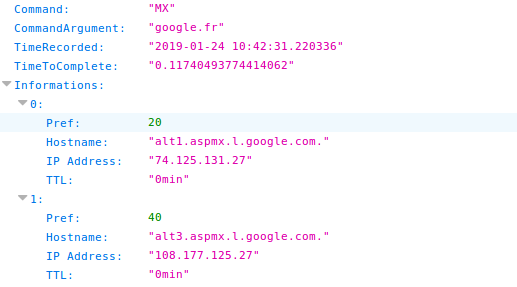 Command: "MX"
CommandArgument: "google.fr"
TimeRecorded: "2019-01-24 10:42:31.220336"
TimeToComplete: "0.11740493774414062"
Informations:
0:
Pref: 20
Hostname: "alt1.aspmx.l.google.com."
IP Address: "74.125.131.27"
TTL: "0min"
1:
Pref: 40
Hostname: "alt3.aspmx.l.google.com."
IP Address: "108.177.125.27"
TTL: "0min"